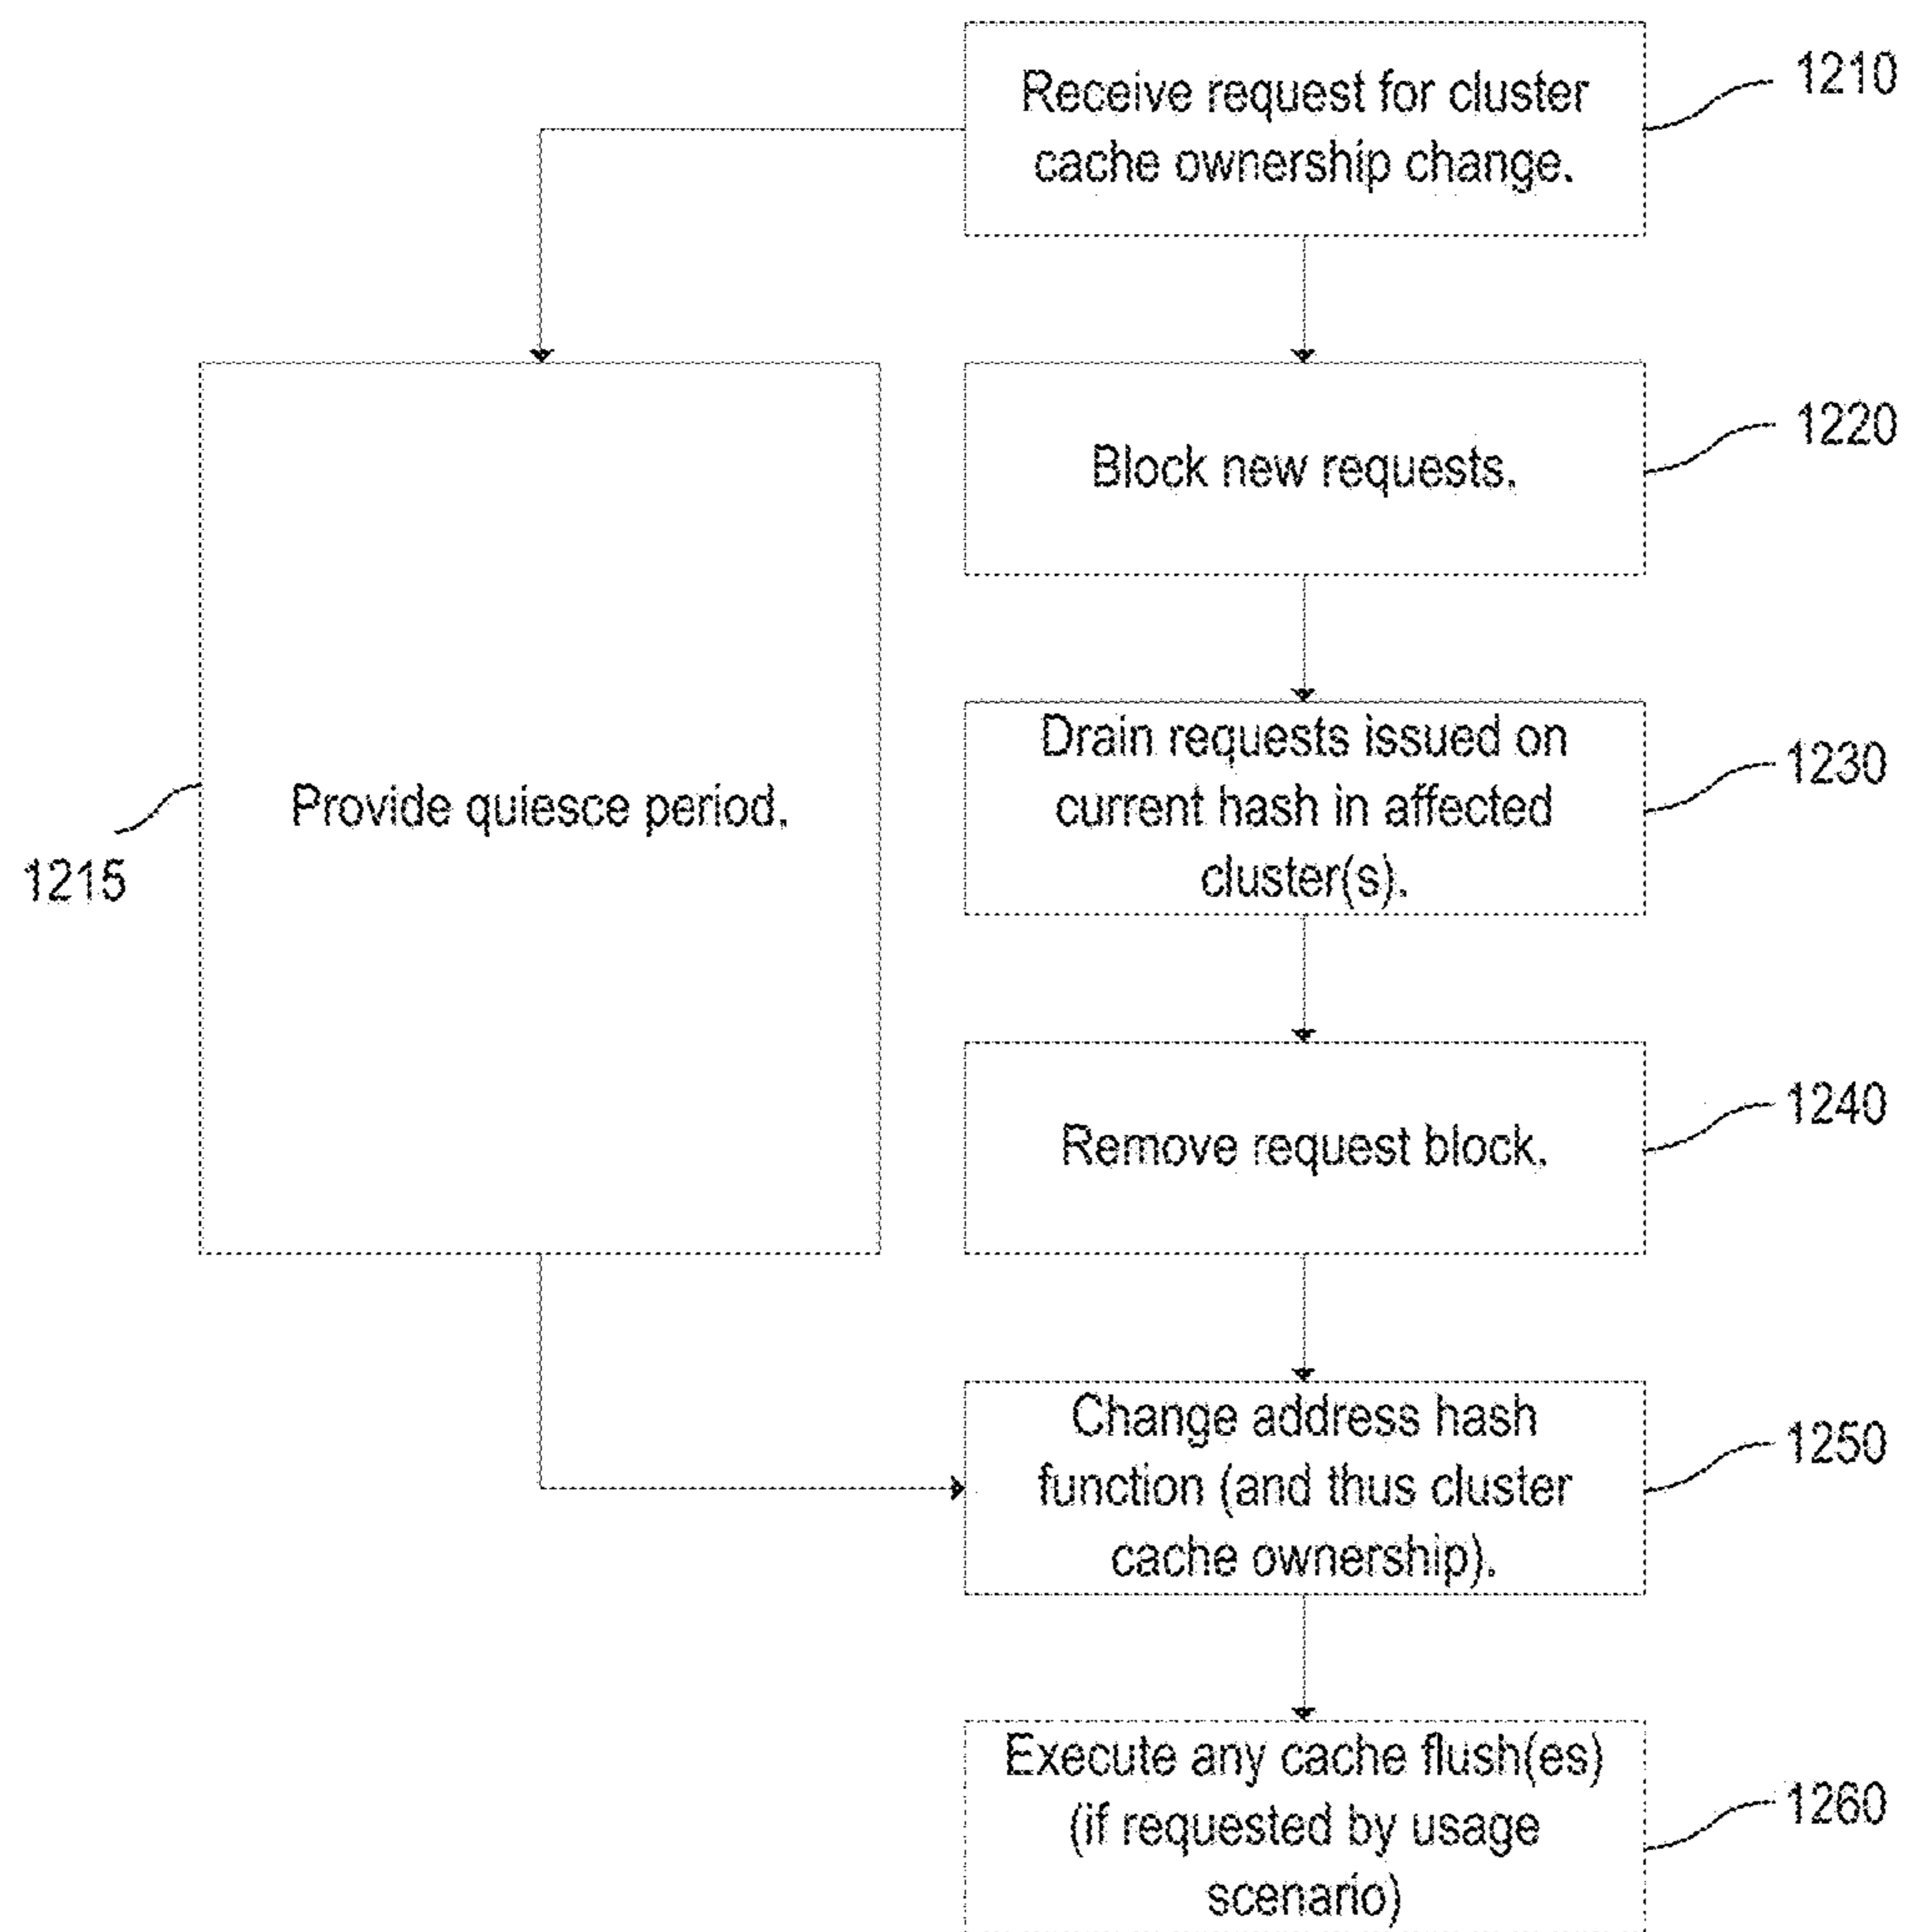 Receive request for cluster
cache ownership change.
1210
Block new requests.
1220
Provide quiesce period.
1215
Drain requests issued on
current hash in affected
cluster(s).
1230
Remove request block.
1240
Change address hash
function (and thus cluster
cache ownership).
1250
Execute any cache flush(es)
(if requested by usage
scenario)
1260